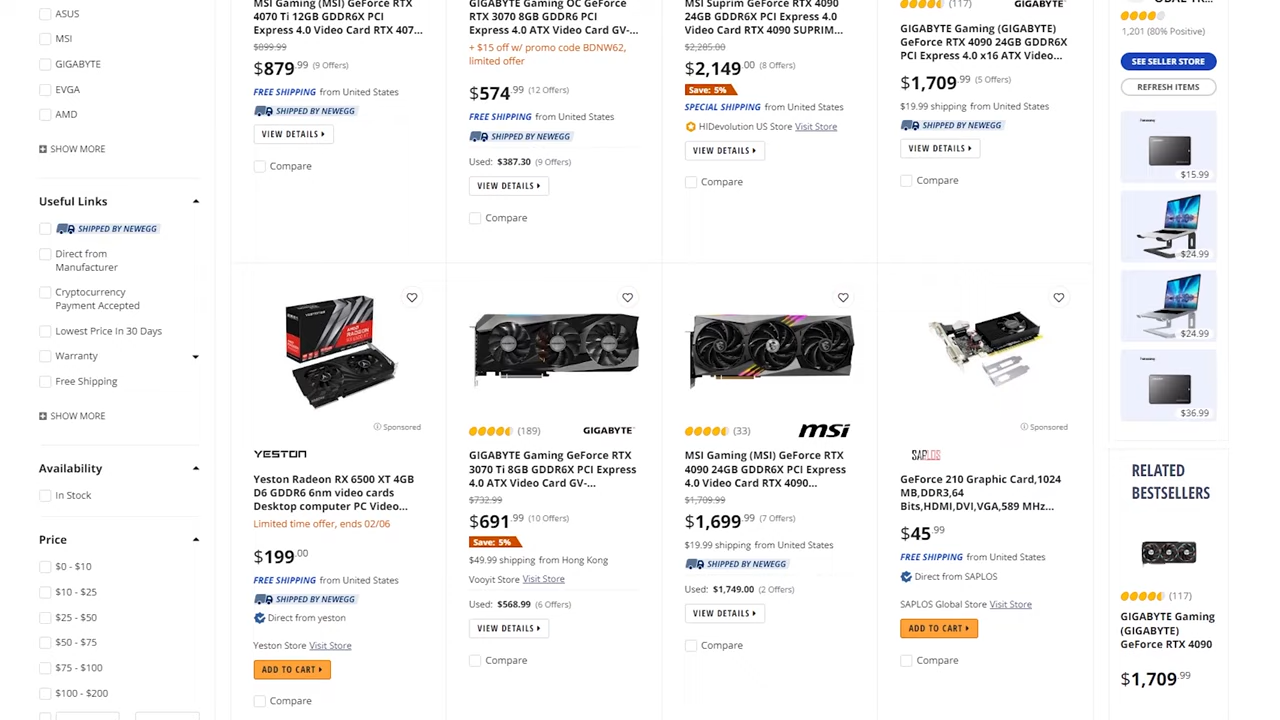 ASUS
MSI
GIGABYTE
EVGA
AMD
SHOW MORE
Useful Links
SHIPPED BY NEWEGG
Direct from
Manufacturer
Cryptocurrency
Payment Accepted
Lowest Price In 30 Days
Warranty
Free Shipping
SHOW MORE
Availability
In Stock
Price
$0 - $10
$10 - $25
$25 - $50
$50 - $75
$75 - $100
$100 - $200
MSI Gaming (MSI) GeForce RTX
4070 Ti 12GB GDDR6X PCI
Express 4.0 Video Card RTX 407...
$899.99
$879.99 (9 Offers)
FREE SHIPPING from United States
SHIPPED BY NEWEGG
VIEW DETAILS
Compare
GIGABYTE Gaming OC GeForce
RTX 3070 8GB GDDR6 PCI
Express 4.0 ATX Video Card GV-...
+ $15 off w/ promo code BDNW62,
limited offer
$574.99 (12 Offers)
FREE SHIPPING from United States
SHIPPED BY NEWEGG
Used: $387.30 (9 Offers)
VIEW DETAILS
Compare
MSI Suprim GeForce RTX 4090
24GB GDDR6X PCI Express 4.0
Video Card RTX 4090 SUPRIM...
$2,285.00
$2,149.00 (8 Offers)
Save: 5%
SPECIAL SHIPPING from United States
HIDevolution US Store Visit Store
VIEW DETAILS
Compare
(117) GIGABYTE
GIGABYTE Gaming (GIGABYTE)
GeForce RTX 4090 24GB GDDR6X
PCI Express 4.0 x16 ATX Video...
$1,709.99 (5 Offers)
$19.99 shipping from United States
SHIPPED BY NEWEGG
VIEW DETAILS
Compare
Sponsored
YESTON
Yeston Radeon RX 6500 XT 4GB
D6 GDDR6 6nm video cards
Desktop computer PC Video...
Limited time offer, ends 02/06
$199.00
FREE SHIPPING from United States
SHIPPED BY NEWEGG
Direct from yeston
Yeston Store Visit Store
ADD TO CART
Compare
(189) GIGABYTE
GIGABYTE Gaming GeForce RTX
3070 Ti 8GB GDDR6X PCI Express
4.0 ATX Video Card GV-...
$732.99
$691.99 (10 Offers)
Save: 5%
$49.99 shipping from Hong Kong
Vooyit Store Visit Store
Used: $568.99 (6 Offers)
VIEW DETAILS
Compare
(33) msi
MSI Gaming (MSI) GeForce RTX
4090 24GB GDDR6X PCI Express
4.0 Video Card RTX 4090...
$1,709.99
$1,699.99 (7 Offers)
$19.99 shipping from United States
SHIPPED BY NEWEGG
Used: $1,749.00 (2 Offers)
VIEW DETAILS
Compare
Sponsored
SAPLOS
GeForce 210 Graphic Card,1024
MB,DDR3,64
Bits,HDMI,DVI,VGA,589 MHz...
$45.99
FREE SHIPPING from United States
Direct from SAPLOS
SAPLOS Global Store Visit Store
ADD TO CART
Compare
1,201 (80% Positive)
SEE SELLER STORE
REFRESH ITEMS
$15.99
$24.99
$24.99
$36.99
RELATED
BESTSELLERS
(117)
GIGABYTE Gaming
(GIGABYTE)
GeForce RTX 4090
$1,709.99